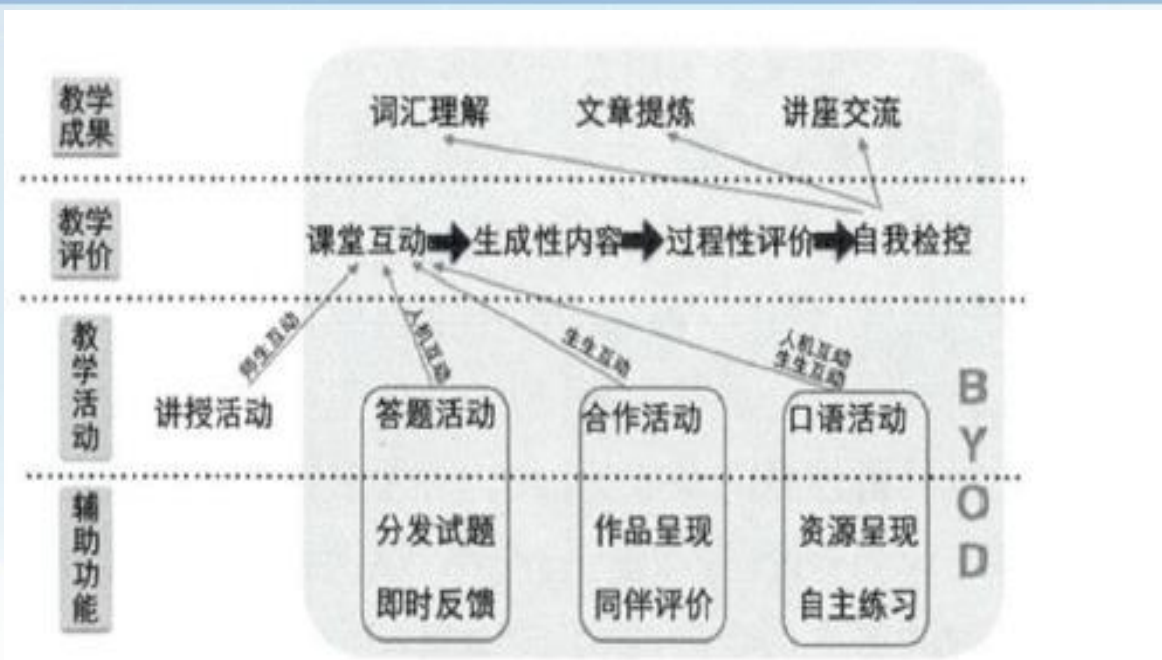 教学
成果
词汇理解
文章提炼
讲座交流
教学
评价
课堂互动
生成性内容
过程性评价
自我检控
教学活动
师生互动
人机互动
生生互动
人机互动
生生互动
讲授活动
答题活动
合作活动
口语活动
BYOD
辅助功能
分发试题
作品呈现
资源呈现
即时反馈
同伴评价
自主练习